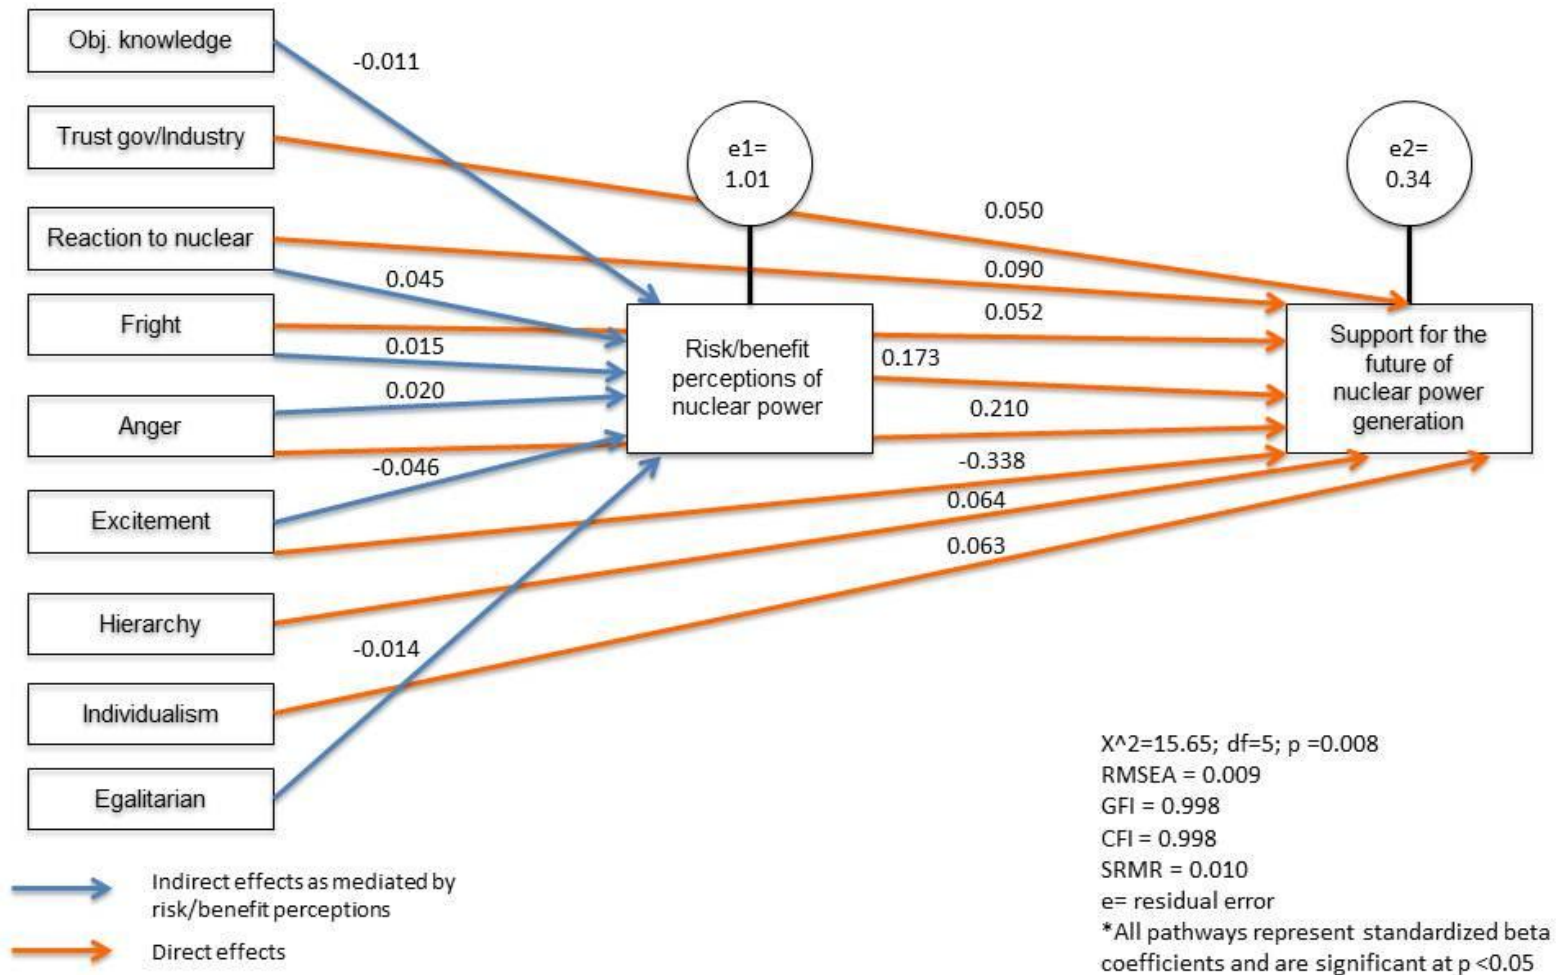 Obj. knowledge
-0.011
Trust gov/Industry
e1=
1.01
e2=
0.34
0.050
Reaction to nuclear
0.090
0.045
0.052
Fright
0.015
Risk/benefit
perceptions of
nuclear power
0.173
Support for the
future of
nuclear power
generation
0.020
0.210
Anger
-0.046
-0.338
0.064
Excitement
0.063
Hierarchy
-0.014
Individualism
Egalitarian
X^2=15.65; df=5; p =0.008
RMSEA = 0.009
GFI = 0.998
CFI = 0.998
SRMR = 0.010
e= residual error
*All pathways represent standardized beta
coefficients and are significant at p <0.05
Indirect effects as mediated by
risk/benefit perceptions
Direct effects